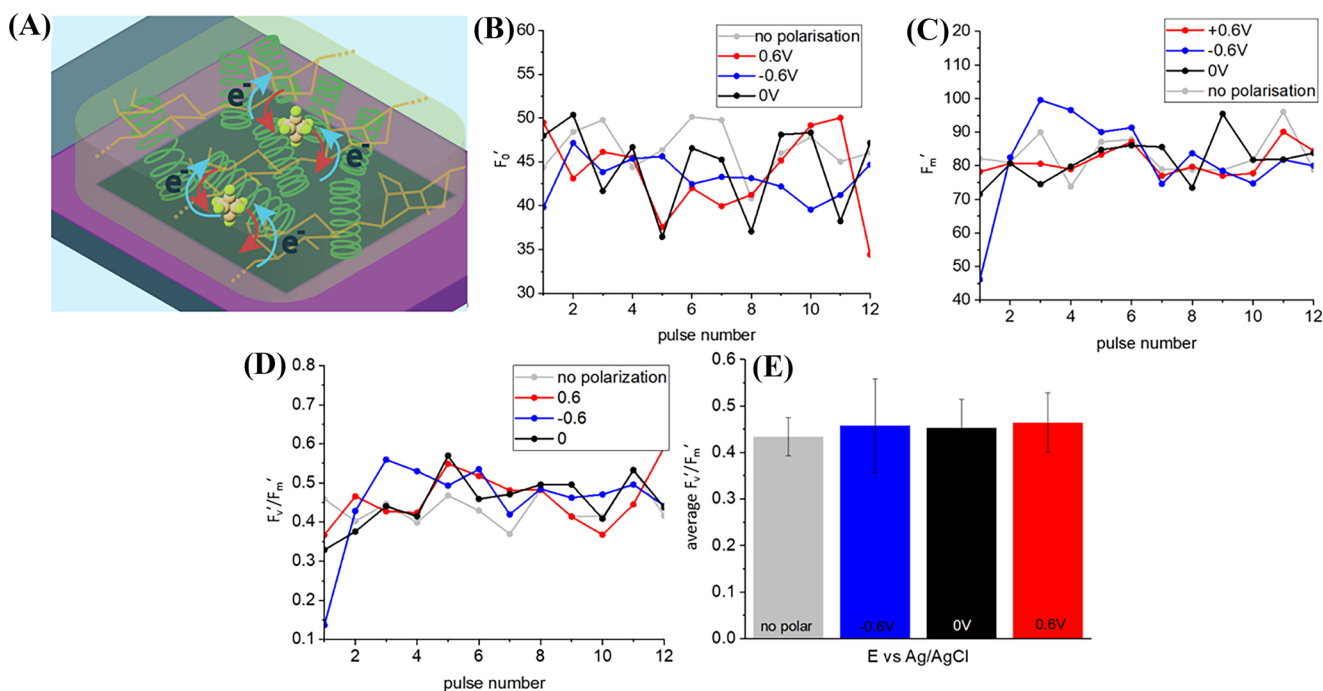 (A)
e-
e-
e-
e-
(B)
no polarisation
0.6V
-0.6V
0V
60
55
50
45
40
35
30
F0′
2
4
6
8
10
12
pulse number
(C)
+0.6V
-0.6V
0V
no polarisation
120
110
100
90
80
70
60
50
40
Fm′
2
4
6
8
10
12
pulse number
(D)
no polarization
0.6
-0.6
0
0.8
0.7
0.6
0.5
0.4
0.3
0.2
0.1
Fv′/Fm′
2
4
6
8
10
12
pulse number
(E)
0.6
0.5
0.4
0.3
0.2
0.1
0.0
average Fv′/Fm′
no polar
-0.6V
0V
0.6V
E vs Ag/AgCl